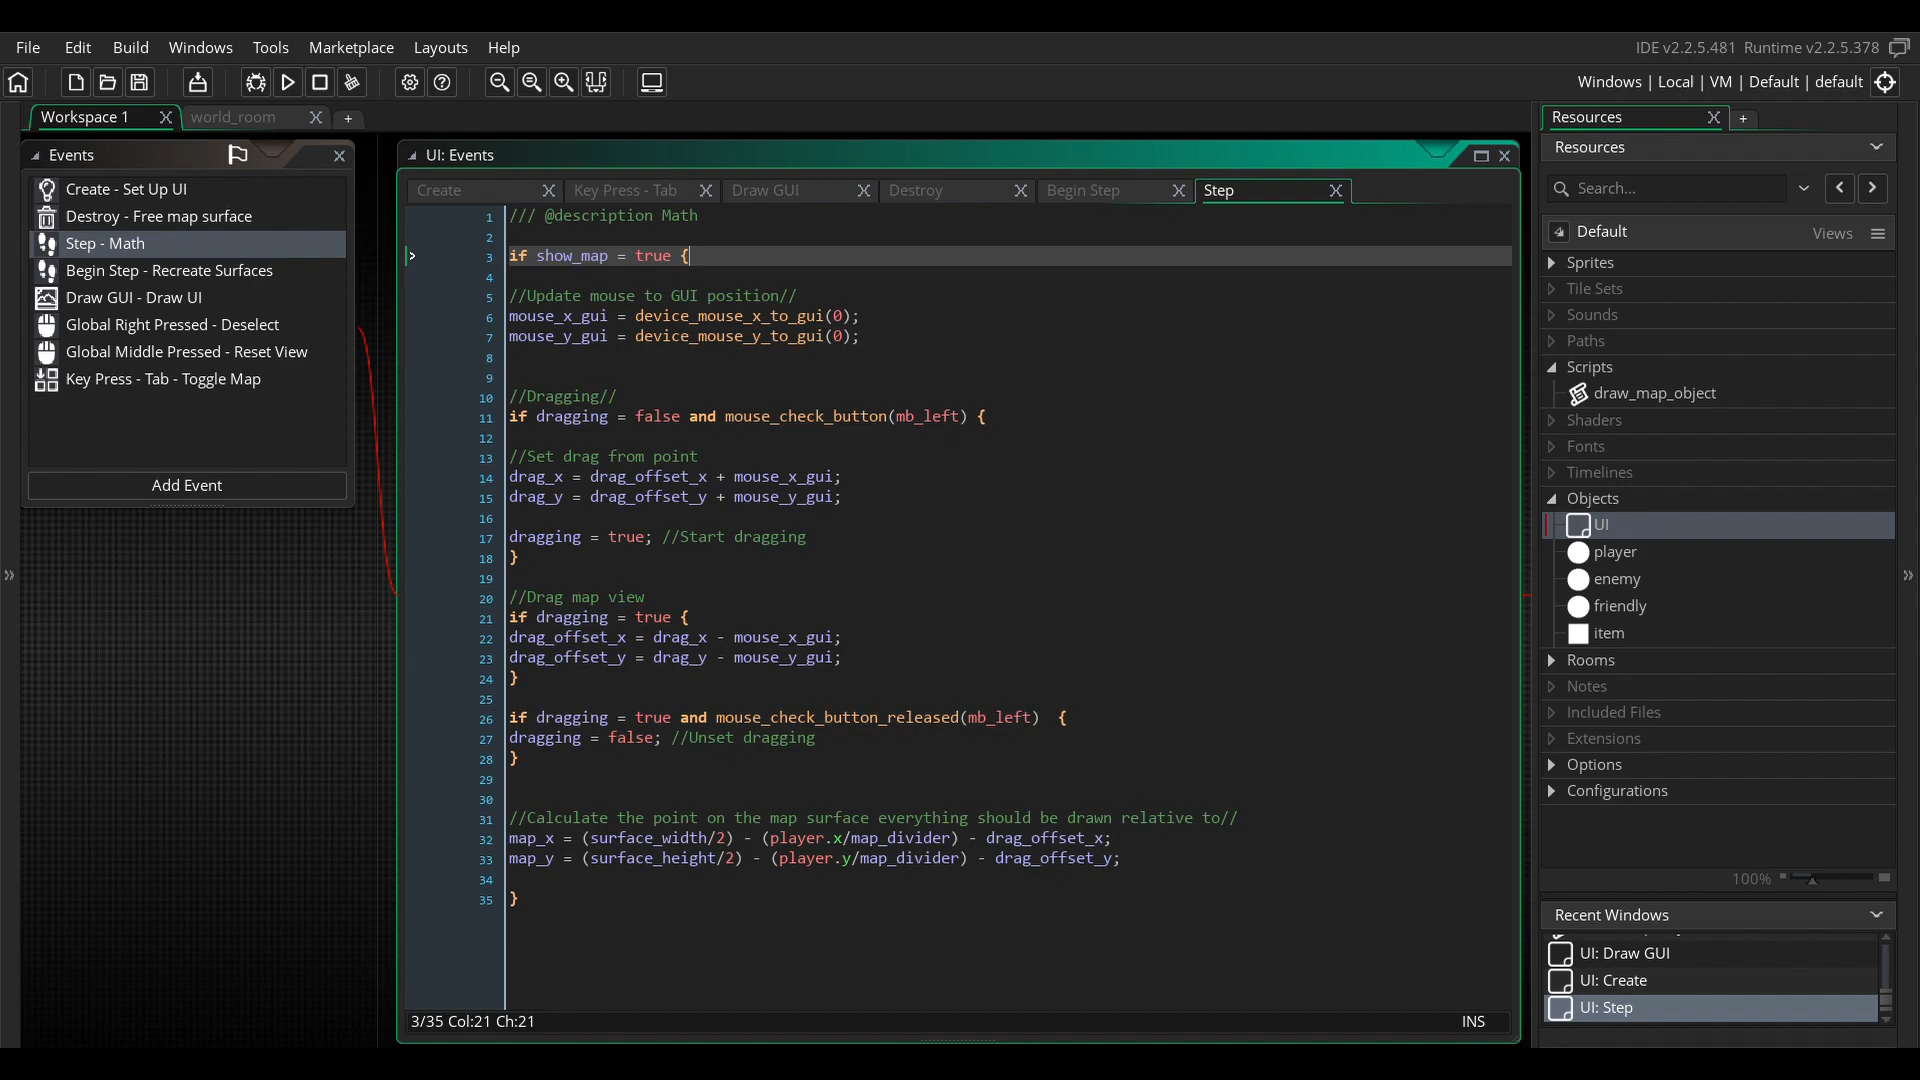 File Edit Build Windows Tools Marketplace Layouts Help
IDE v2.2.5.481 Runtime v2.2.5.378
Windows | Local | VM | Default | default
Workspace 1
world_room
Events
Create - Set Up UI
Destroy - Free map surface
Step - Math
Begin Step - Recreate Surfaces
Draw GUI - Draw UI
Global Right Pressed - Deselect
Global Middle Pressed - Reset View
Key Press - Tab - Toggle Map
Add Event
UI: Events
Create
Key Press - Tab
Draw GUI
Destroy
Begin Step
Step
1 /// @description Math
2
3 if show_map = true {
4
5 //Update mouse to GUI position//
6 mouse_x_gui = device_mouse_x_to_gui(0);
7 mouse_y_gui = device_mouse_y_to_gui(0);
8
9
10 //Dragging//
11 if dragging = false and mouse_check_button(mb_left) {
12
13 //Set drag from point
14 drag_x = drag_offset_x + mouse_x_gui;
15 drag_y = drag_offset_y + mouse_y_gui;
16
17 dragging = true; //Start dragging
18 }
19
20 //Drag map view
21 if dragging = true {
22 drag_offset_x = drag_x - mouse_x_gui;
23 drag_offset_y = drag_y - mouse_y_gui;
24 }
25
26 if dragging = true and mouse_check_button_released(mb_left)  {
27 dragging = false; //Unset dragging
28 }
29
30
31 //Calculate the point on the map surface everything should be drawn relative to//
32 map_x = (surface_width/2) - (player.x/map_divider) - drag_offset_x;
33 map_y = (surface_height/2) - (player.y/map_divider) - drag_offset_y;
34
35 }
3/35 Col:21 Ch:21
INS
Resources
Resources
Search...
Default
Views
Sprites
Tile Sets
Sounds
Paths
Scripts
draw_map_object
Shaders
Fonts
Timelines
Objects
UI
player
enemy
friendly
item
Rooms
Notes
Included Files
Extensions
Options
Configurations
100%
Recent Windows
UI: Draw GUI
UI: Create
UI: Step